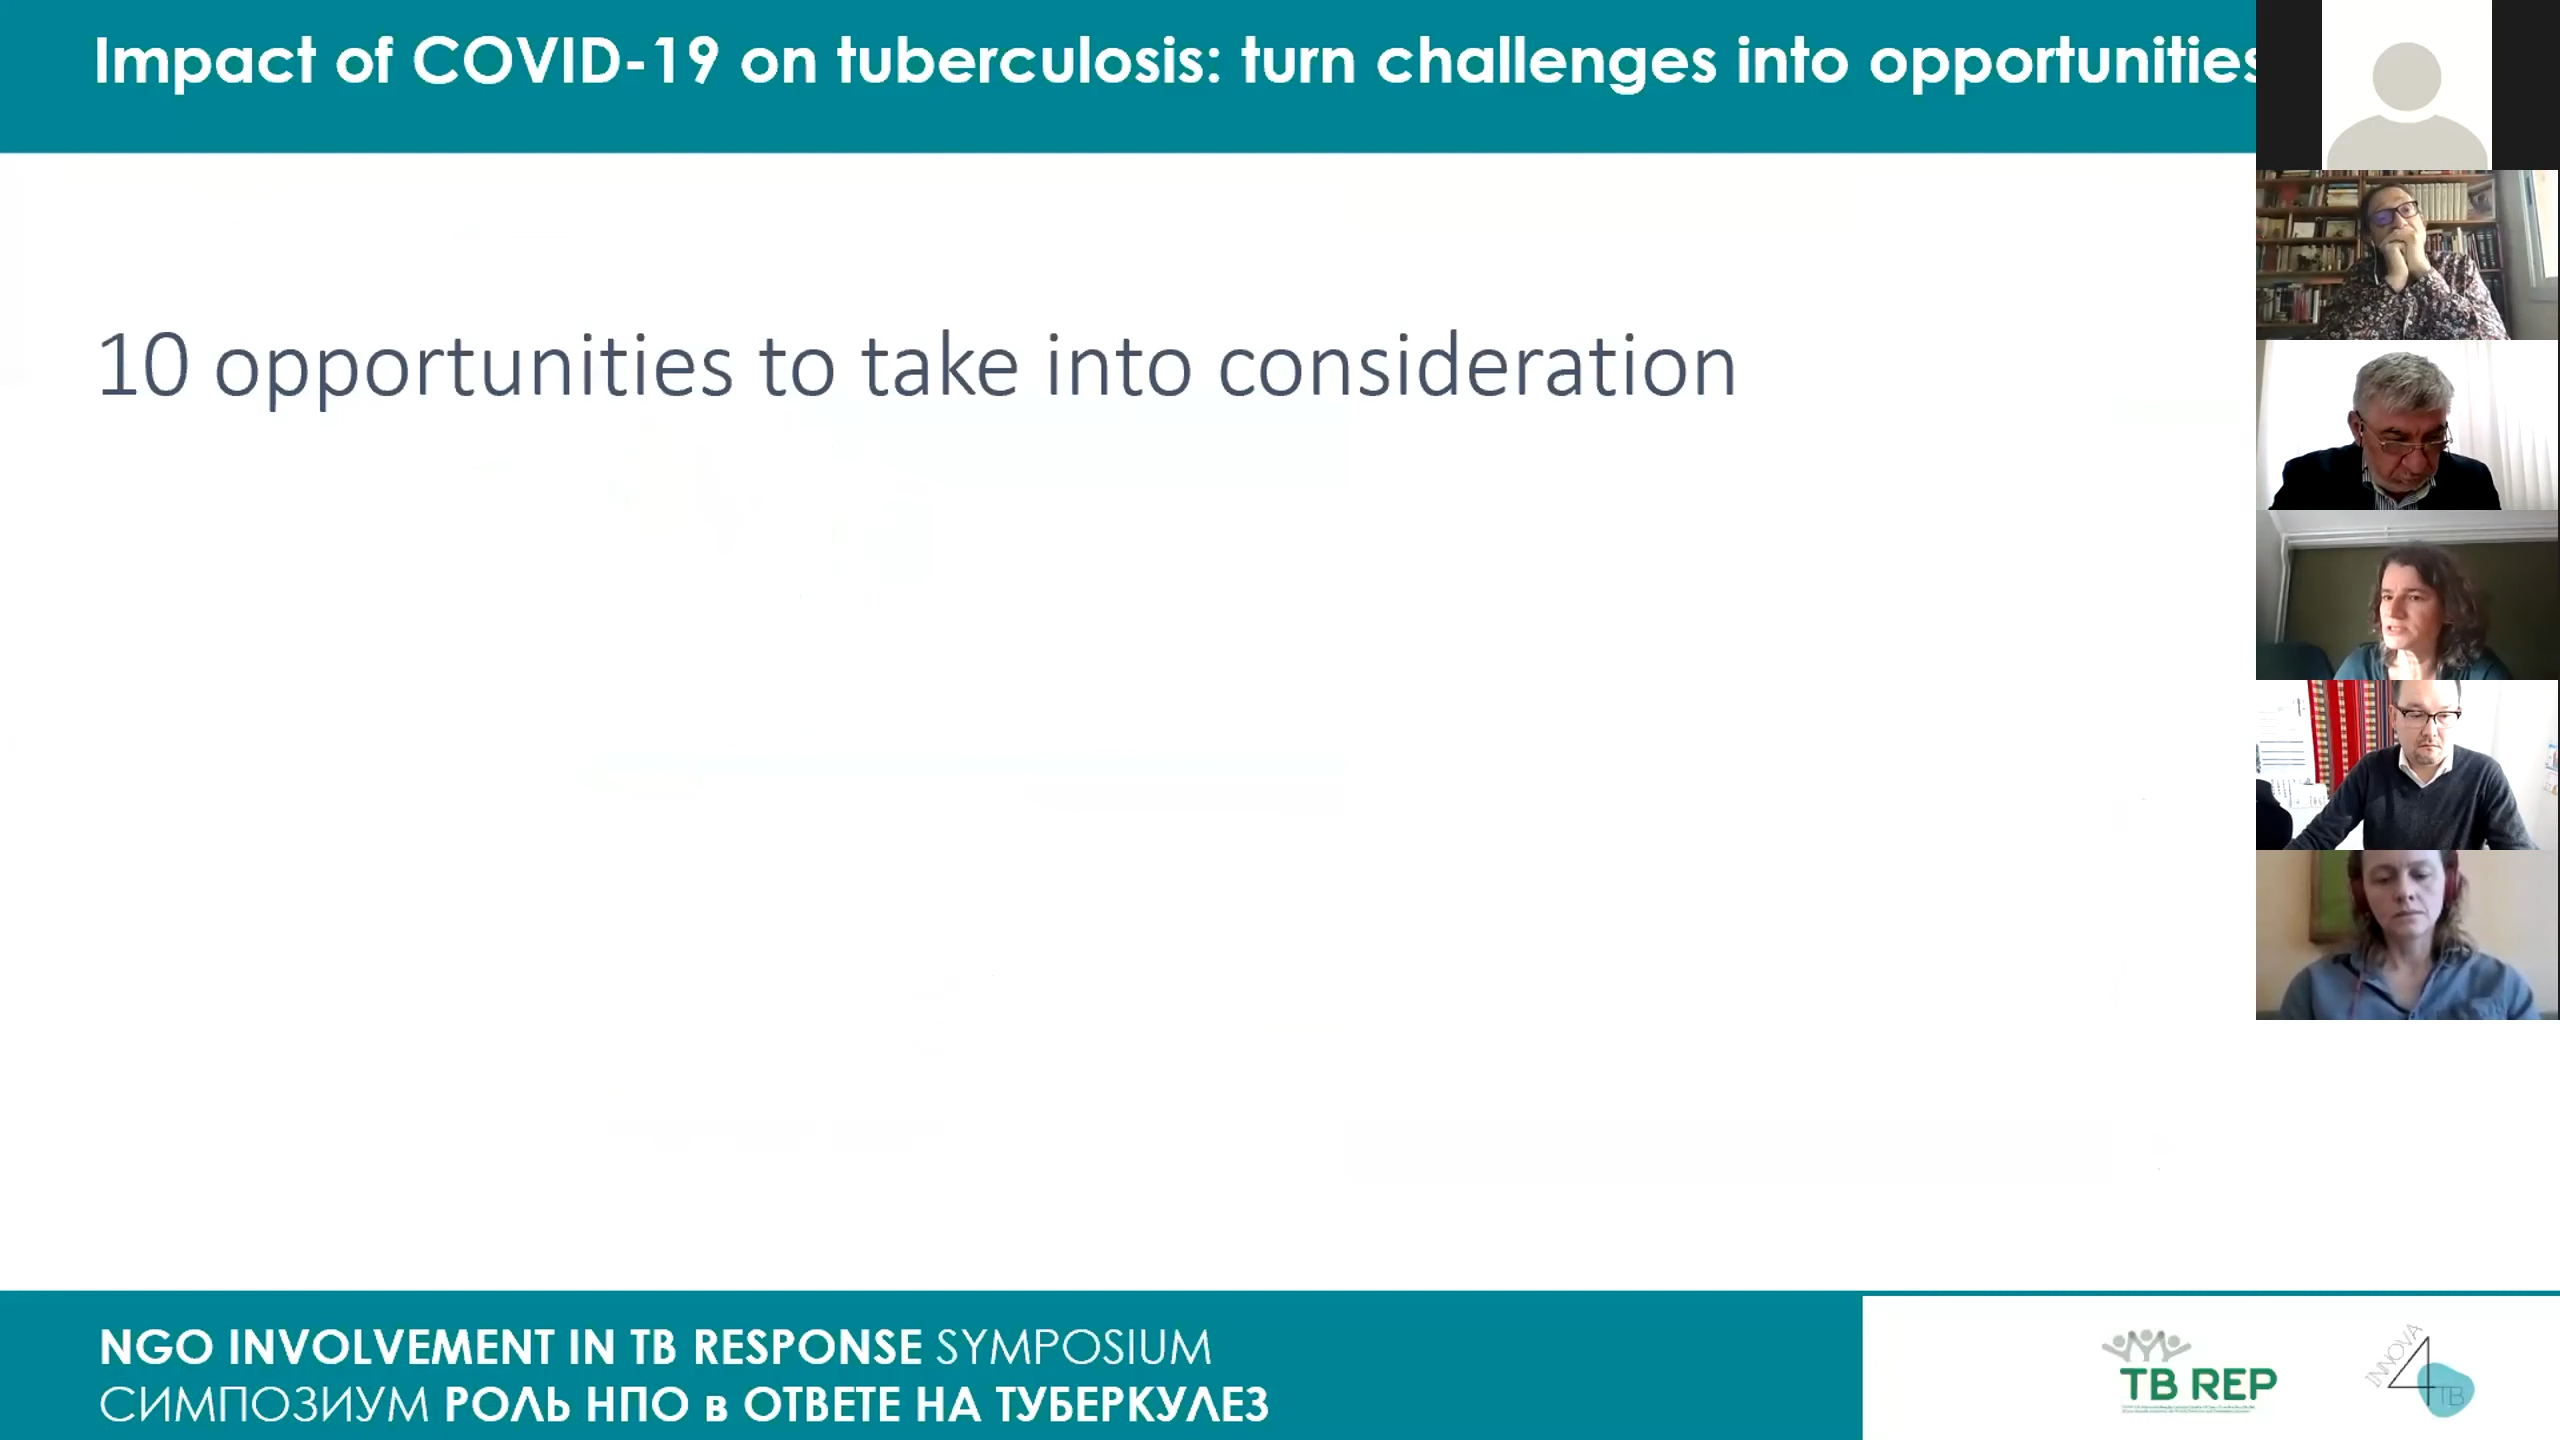 Impact of COVID-19 on tuberculosis: turn challenges into opportunities
10 opportunities to take into consideration
NGO INVOLVEMENT IN TB RESPONSE SYMPOSIUM
СИМПОЗИУМ РОЛЬ НПО в ОТВЕТЕ НА ТУБЕРКУЛЕЗ
TB REP
INNOVA
4
TB